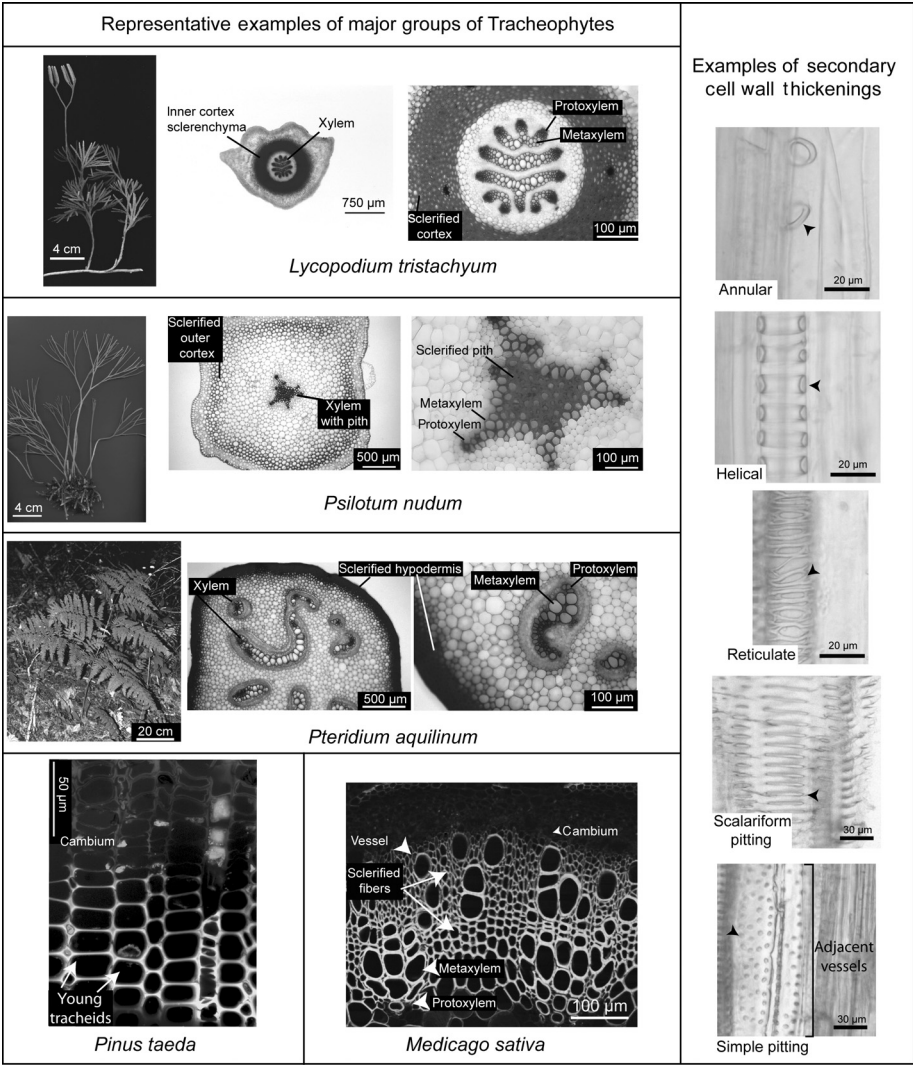 Representative examples of major groups of Tracheophytes
Inner cortex
sclerenchyma
Xylem
750 µm
4 cm
Protoxylem
Metaxylem
Sclerified
cortex
100 µm
Lycopodium tristachyum
4 cm
Sclerified
outer
cortex
Xylem
with pith
500 µm
Sclerified pith
Metaxylem
Protoxylem
100 µm
Psilotum nudum
20 cm
Xylem
Sclerified hypodermis
500 µm
Metaxylem
Protoxylem
100 µm
Pteridium aquilinum
50 µm
Cambium
Young
tracheids
Pinus taeda
Vessel
Cambium
Sclerified
fibers
Metaxylem
Protoxylem
100 µm
Medicago sativa
Examples of secondary
cell wall thickenings
Annular
20 µm
Helical
20 µm
Reticulate
20 µm
Scalariform
pitting
30 µm
Adjacent
vessels
30 µm
Simple pitting